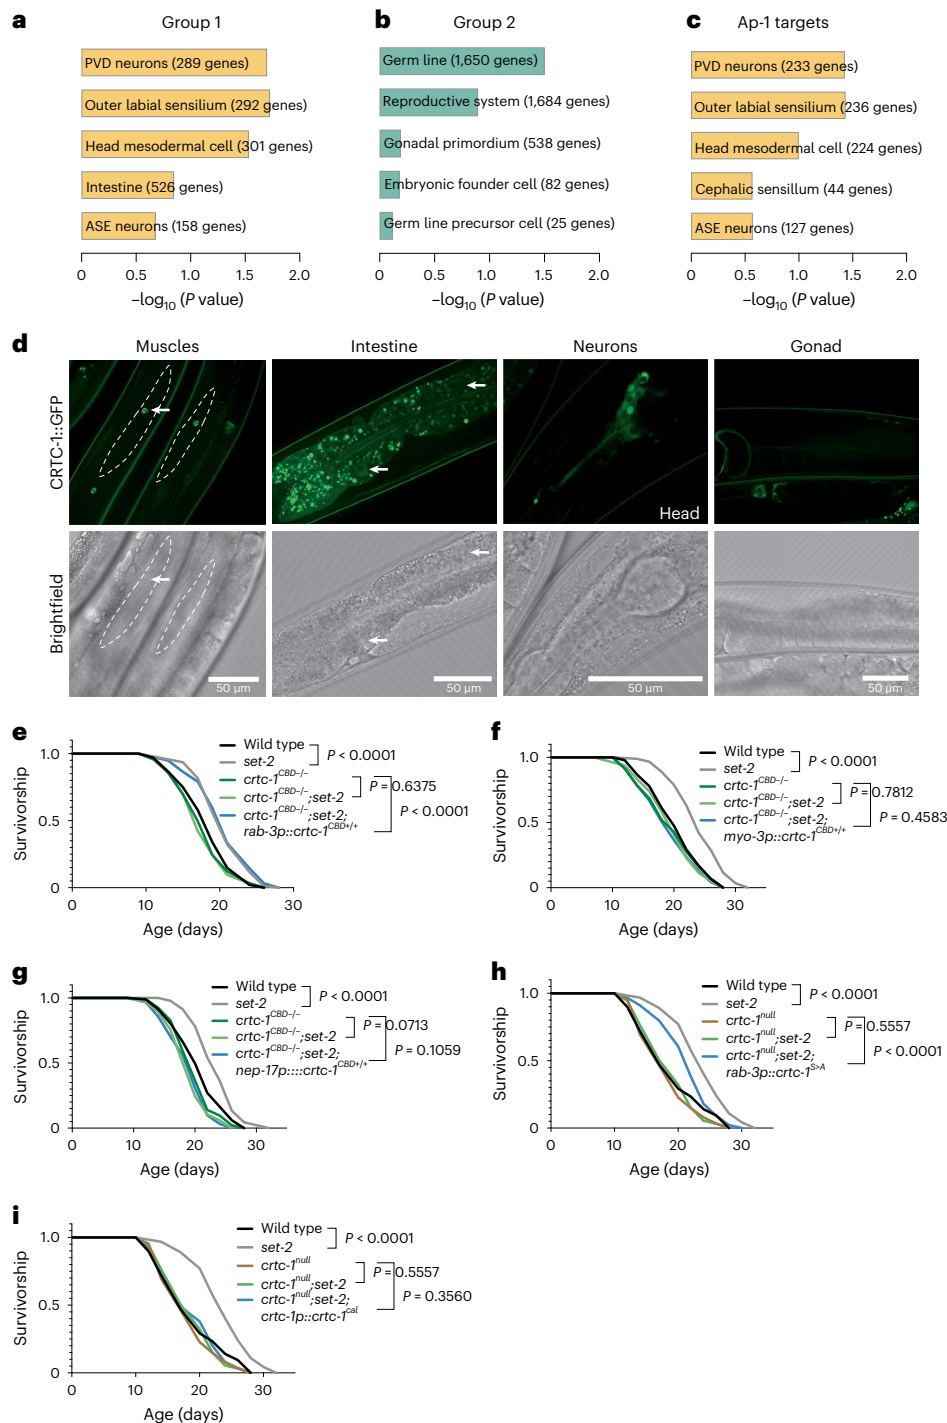 a
Group 1
PVD neurons (289 genes)
Outer labial sensilium (292 genes)
Head mesodermal cell (301 genes)
Intestine (526 genes)
ASE neurons (158 genes)
0 0.5 1.0 1.5 2.0
–log10 (P value)
b
Group 2
Germ line (1,650 genes)
Reproductive system (1,684 genes)
Gonadal primordium (538 genes)
Embryonic founder cell (82 genes)
Germ line precursor cell (25 genes)
0 0.5 1.0 1.5 2.0
–log10 (P value)
c
Ap-1 targets
PVD neurons (233 genes)
Outer labial sensilium (236 genes)
Head mesodermal cell (224 genes)
Cephalic sensillum (44 genes)
ASE neurons (127 genes)
0 0.5 1.0 1.5 2.0
–log10 (P value)
d
Muscles
Intestine
Neurons
Gonad
CRTC-1::GFP
Head
Brightfield
50 µm
50 µm
50 µm
50 µm
e
Survivorship
1.0
0.5
0
0 10 20 30
Age (days)
Wild type
set-2
P < 0.0001
crtc-1CBD−/−
crtc-1CBD−/−;set-2
P = 0.6375
crtc-1CBD−/−;set-2;
rab-3p::crtc-1CBD+/+
P < 0.0001
f
Survivorship
1.0
0.5
0
0 10 20 30
Age (days)
Wild type
set-2
P < 0.0001
crtc-1CBD−/−
crtc-1CBD−/−;set-2
P = 0.7812
crtc-1CBD−/−;set-2;
myo-3p::crtc-1CBD+/+
P = 0.4583
g
Survivorship
1.0
0.5
0
0 10 20 30
Age (days)
Wild type
set-2
P < 0.0001
crtc-1CBD−/−
crtc-1CBD−/−;set-2
P = 0.0713
crtc-1CBD−/−;set-2;
nep-17p::::crtc-1CBD+/+
P = 0.1059
h
Survivorship
1.0
0.5
0
0 10 20 30
Age (days)
Wild type
set-2
P < 0.0001
crtc-1null
crtc-1null;set-2
P = 0.5557
crtc-1null;set-2;
rab-3p::crtc-1S>A
P < 0.0001
i
Survivorship
1.0
0.5
0
0 10 20 30
Age (days)
Wild type
set-2
P < 0.0001
crtc-1null
crtc-1null;set-2
P = 0.5557
crtc-1null;set-2;
crtc-1p::crtc-1cal
P = 0.3560